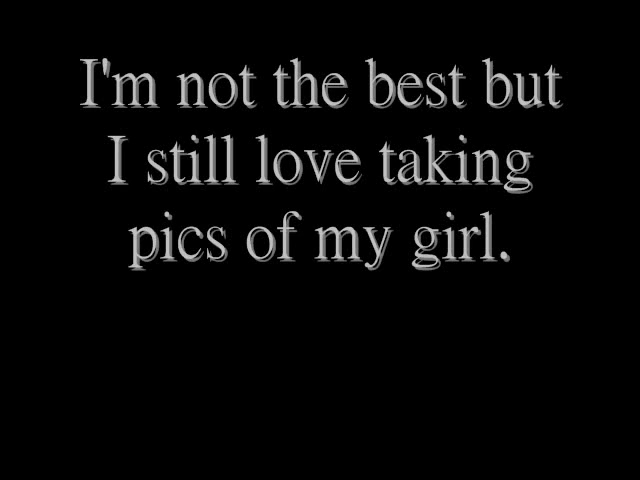 I'm not the best but
I still love taking
pics of my girl.